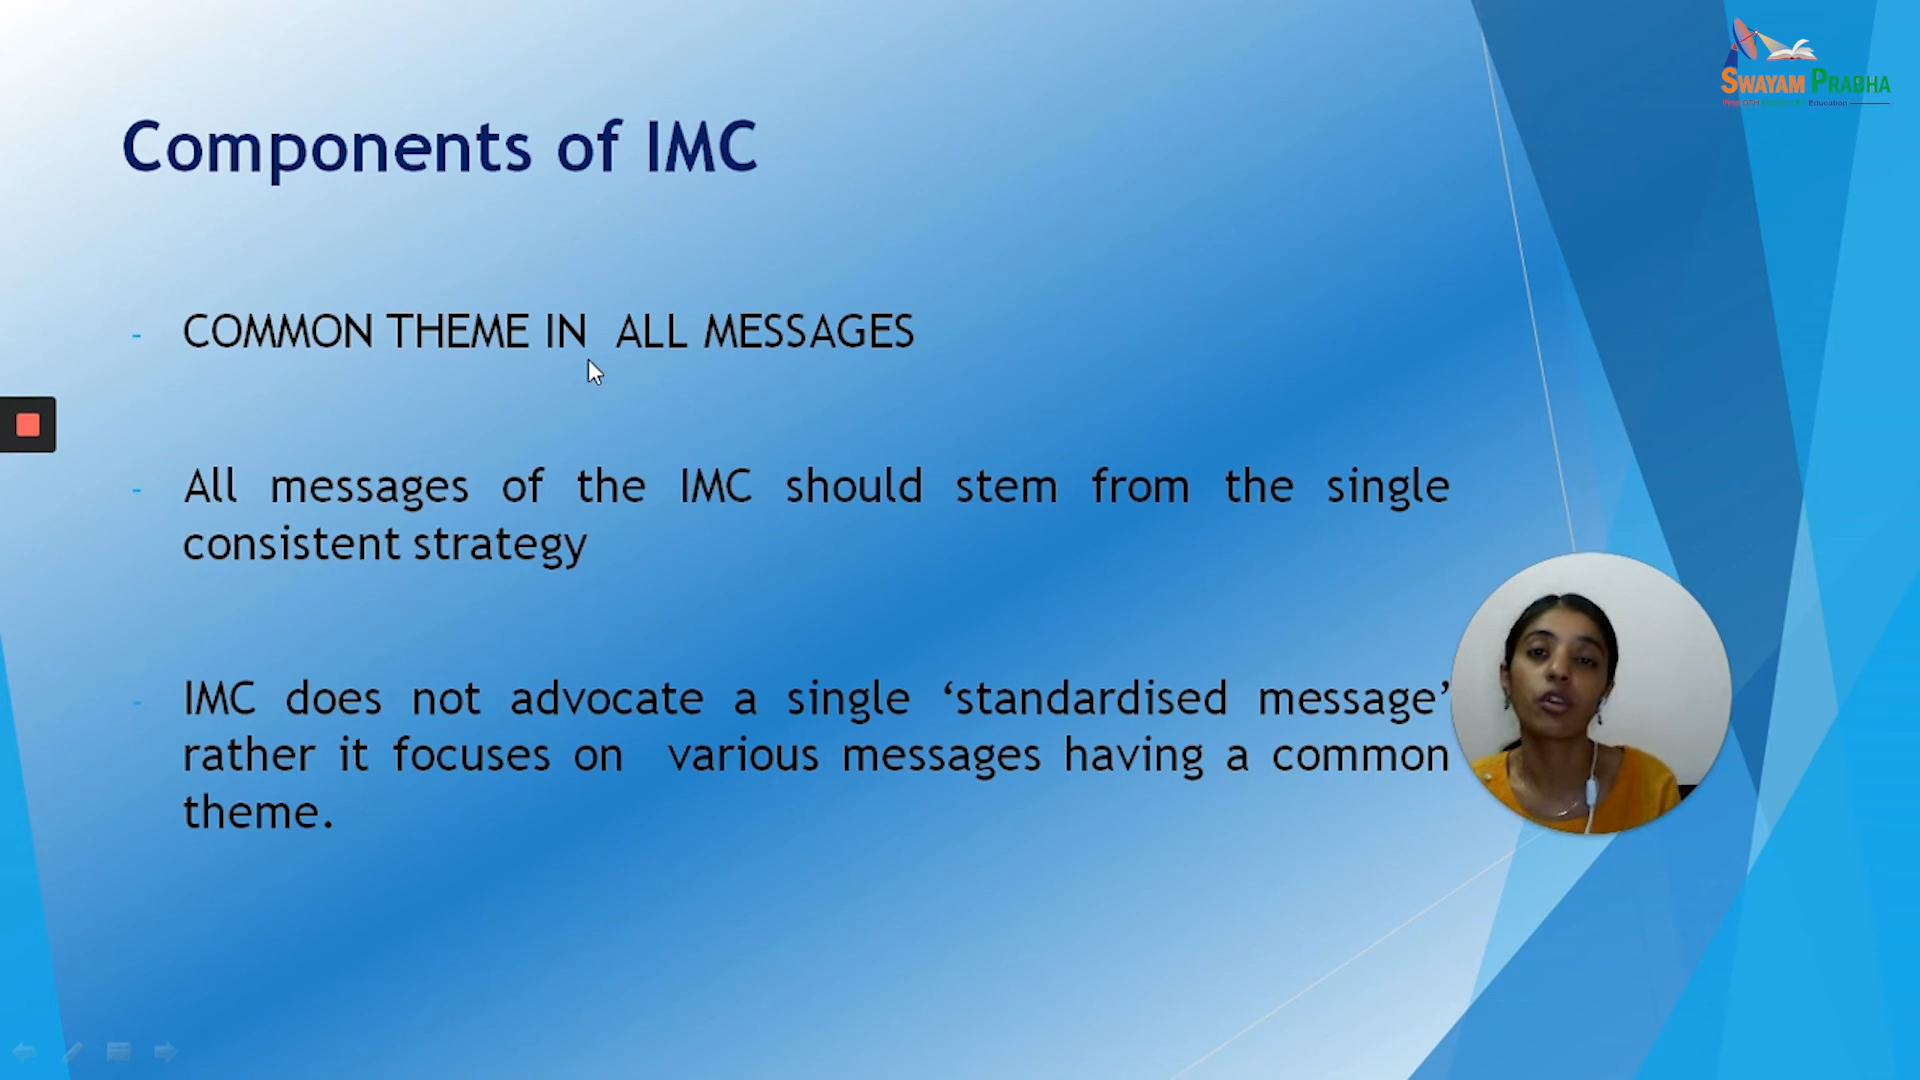 SWAYAM PRABHA
Education
Components of IMC
- COMMON THEME IN ALL MESSAGES
- All messages of the IMC should stem from the single
consistent strategy
- IMC does not advocate a single ‘standardised message’
rather it focuses on various messages having a common
theme.